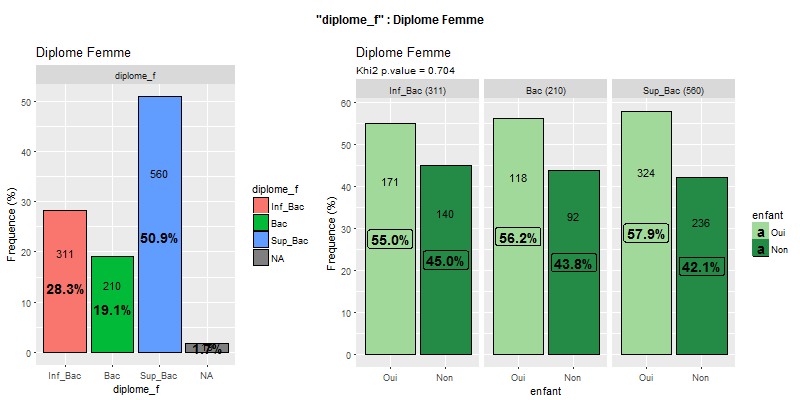 "diplome_f" : Diplome Femme
Diplome Femme
diplome_f
Frequence (%)
50
40
30
20
10
0
311
28.3%
210
19.1%
560
50.9%
1.7%
Inf_Bac
Bac
Sup_Bac
NA
diplome_f
diplome_f
Inf_Bac
Bac
Sup_Bac
NA
Diplome Femme
Khi2 p.value = 0.704
Inf_Bac (311)
Bac (210)
Sup_Bac (560)
Frequence (%)
60
50
40
30
20
10
0
171
55.0%
140
45.0%
118
56.2%
92
43.8%
324
57.9%
236
42.1%
Oui
Non
Oui
Non
Oui
Non
enfant
enfant
a Oui
a Non